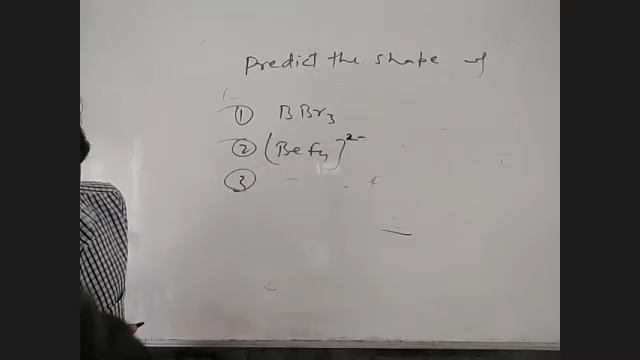 Predict the shape of
① BBr₃
② (BeF₄)²⁻
③